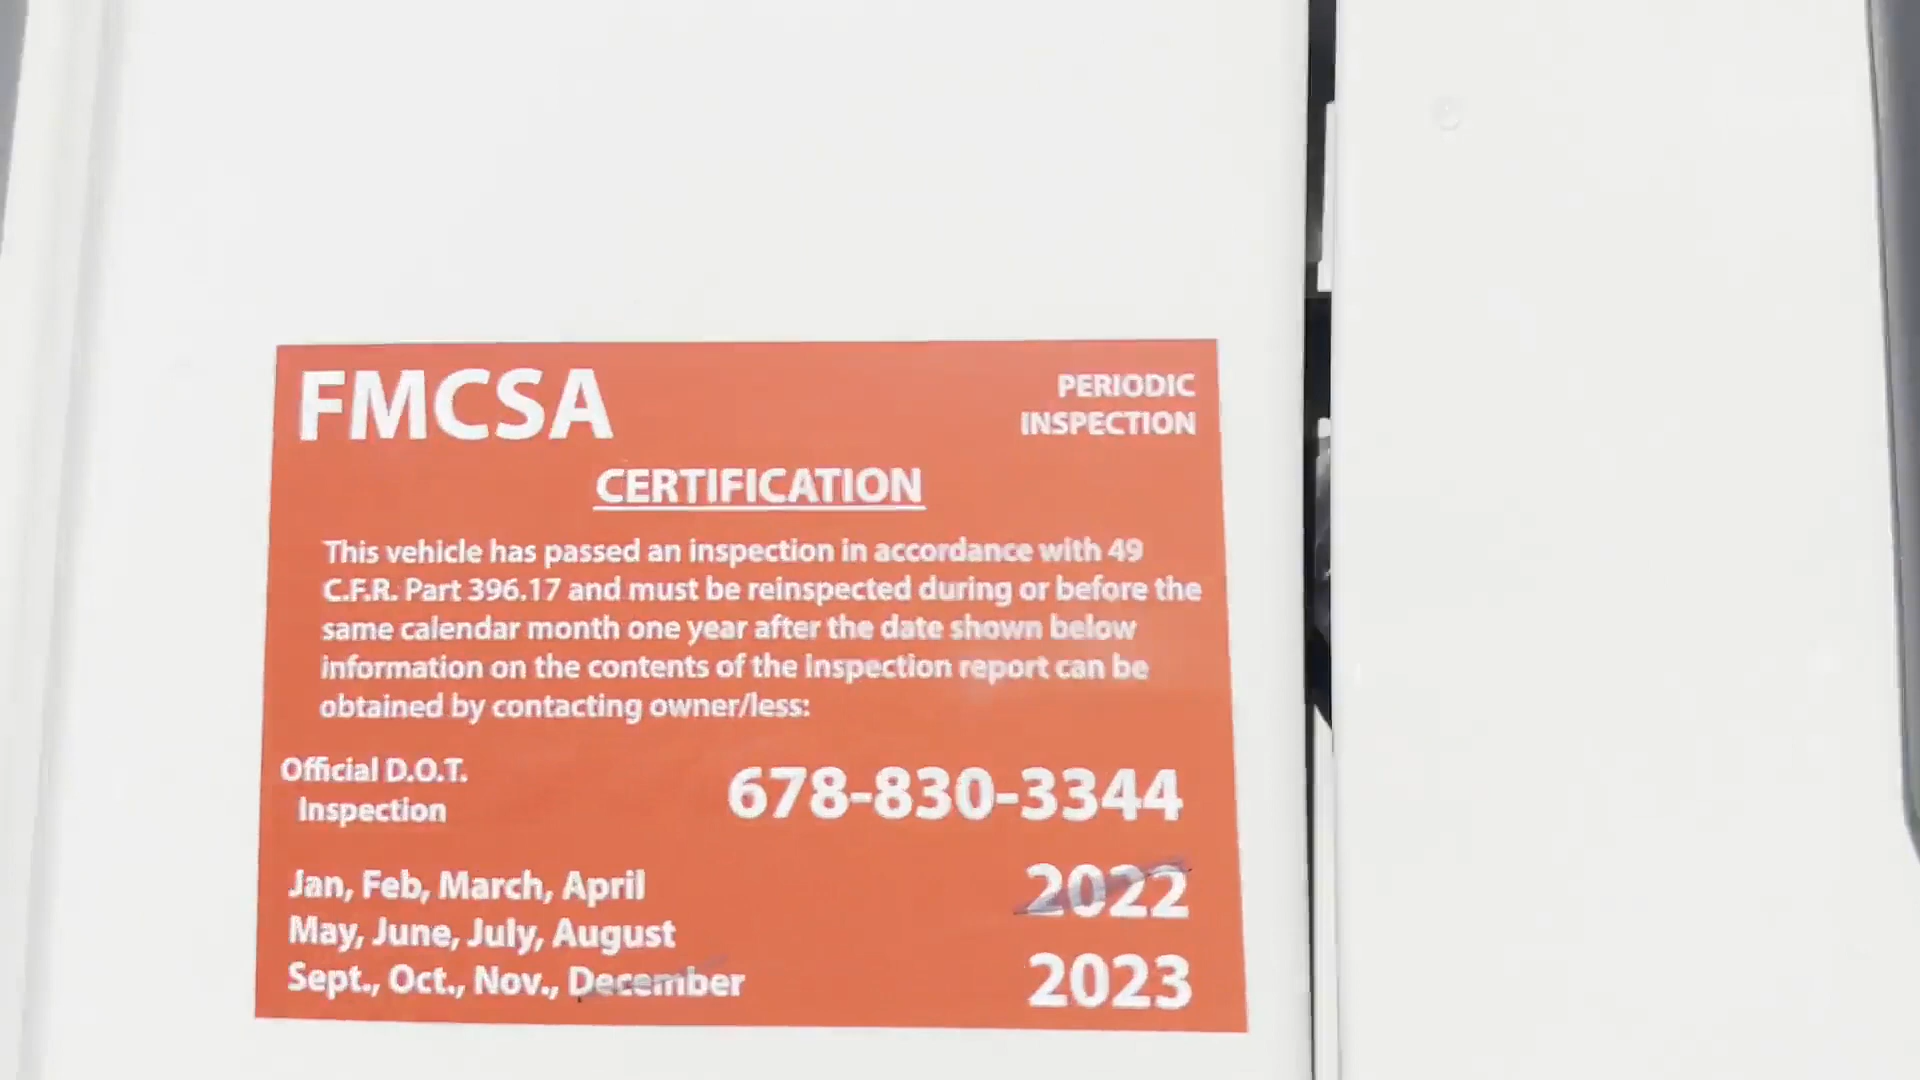 FMCSA
PERIODIC
INSPECTION
CERTIFICATION
This vehicle has passed an inspection in accordance with 49
C.F.R. Part 396.17 and must be reinspected during or before the
same calendar month one year after the date shown below
information on the contents of the inspection report can be
obtained by contacting owner/less:
Official D.O.T.
Inspection
678-830-3344
Jan, Feb, March, April
May, June, July, August
Sept., Oct., Nov., December
2022
2023